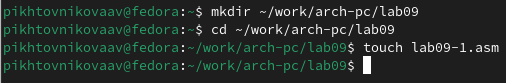 pikhtovnikovaav@fedora:~$ mkdir ~/work/arch-pc/lab09
pikhtovnikovaav@fedora:~$ cd ~/work/arch-pc/lab09
pikhtovnikovaav@fedora:~/work/arch-pc/lab09$ touch lab09-1.asm
pikhtovnikovaav@fedora:~/work/arch-pc/lab09$